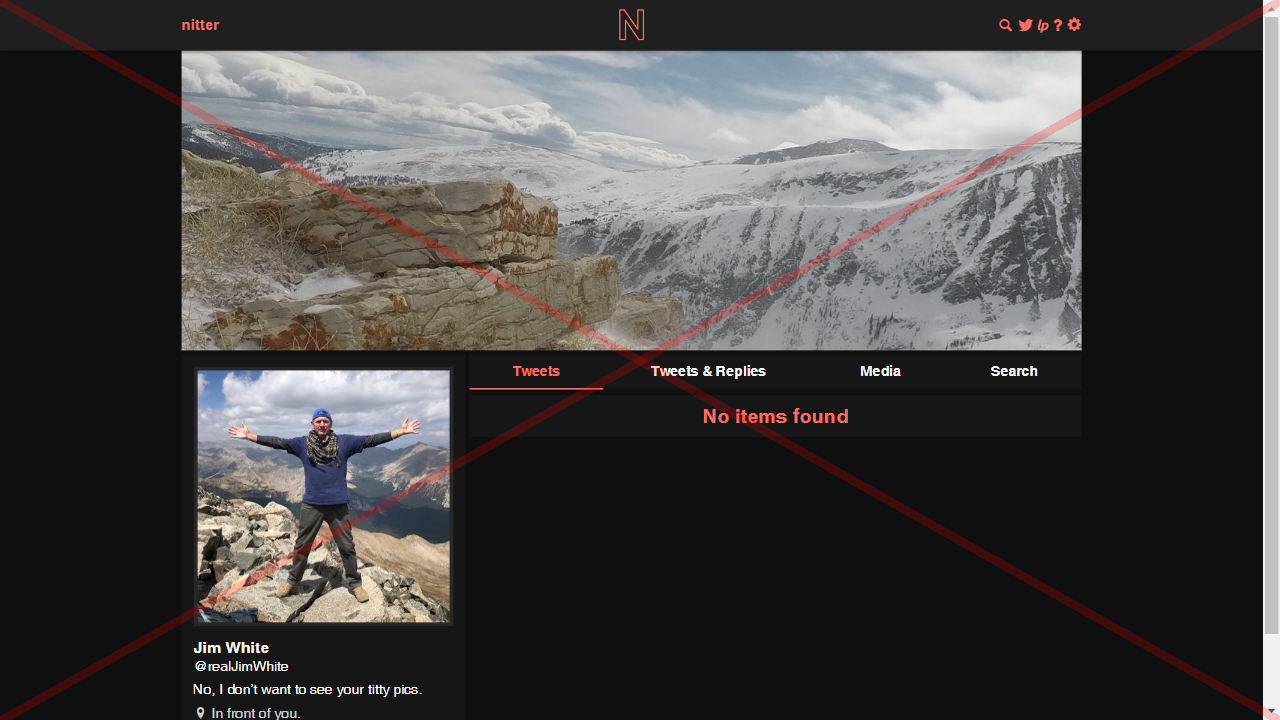 nitter
N
lp ?
Tweets
Tweets & Replies
Media
Search
No items found
Jim White
@realJimWhite
No, I don't want to see your titty pics.
In front of you.